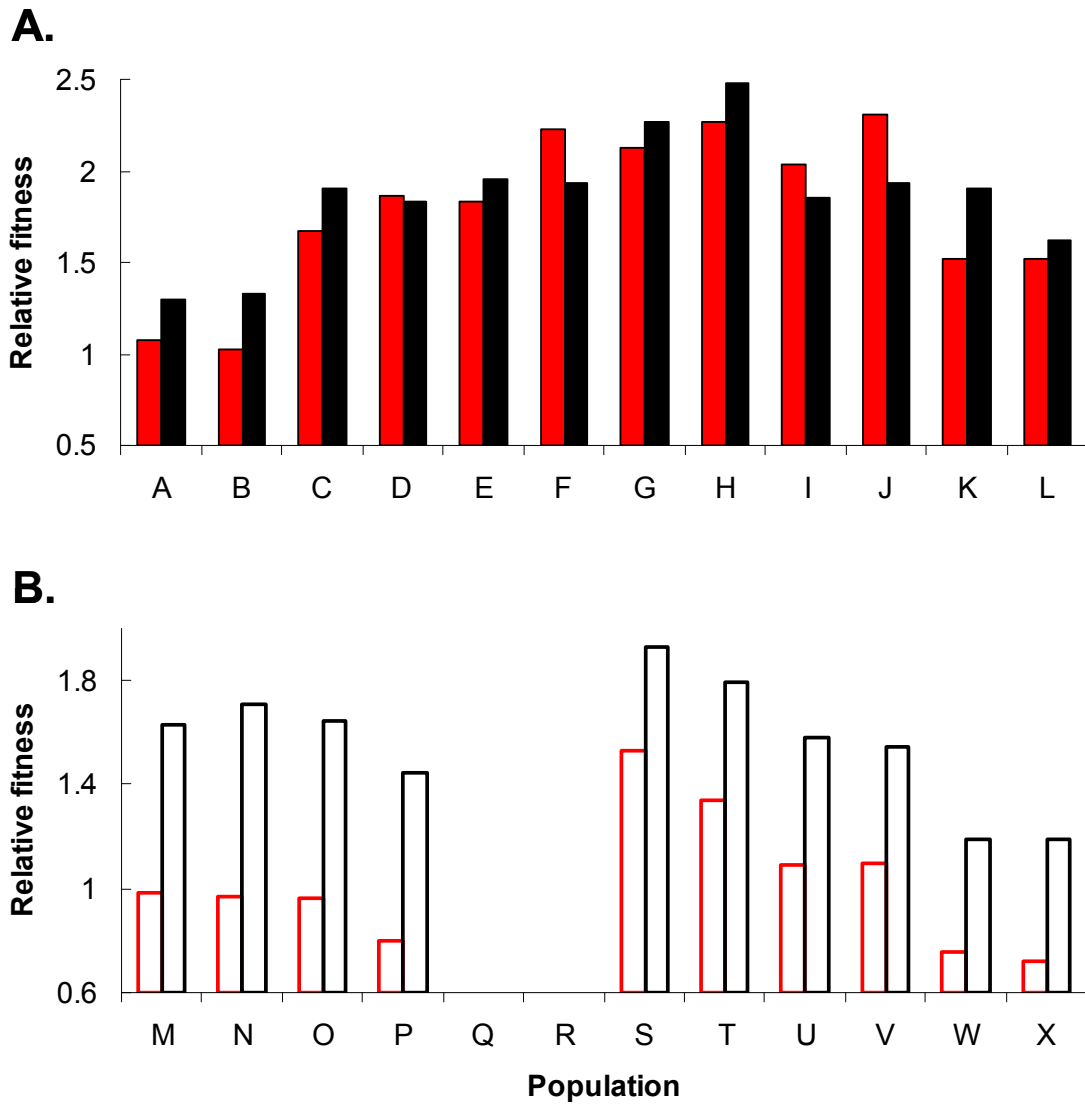 A.
Relative fitness
2.5
2
1.5
1
0.5
A B C D E F G H I J K L
B.
Relative fitness
1.8
1.4
1
0.6
M N O P Q R S T U V W X
Population